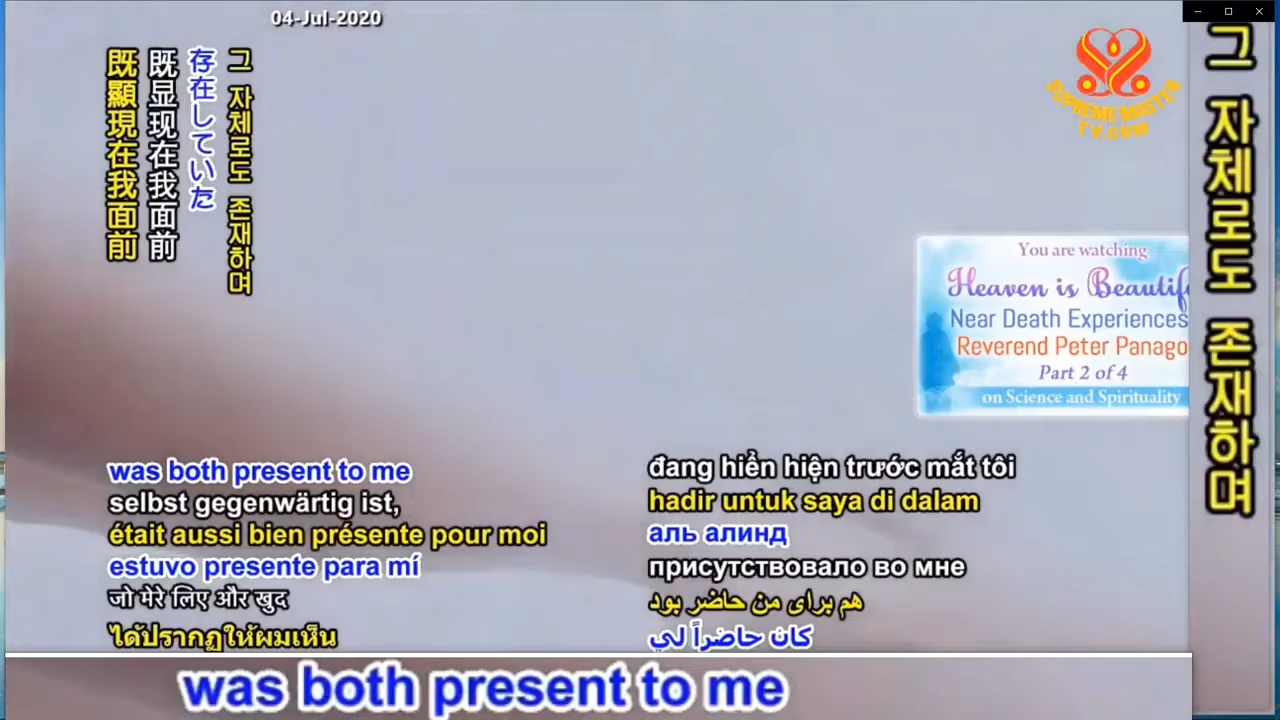 04-Jul-2020
그 자체로도 존재하며
存在していた
既显现在我面前
既顯現在我面前
SUPREME MASTER
TV.COM
You are watching
Heaven is Beautif
Near Death Experiences
Reverend Peter Panago
Part 2 of 4
on Science and Spirituality
그 자체로도 존재하며
was both present to me
selbst gegenwärtig ist,
était aussi bien présente pour moi
estuvo presente para mí
जो मेरे लिए और खुद
ได้ปรากฏให้ผมเห็น
đang hiển hiện trước mắt tôi
hadir untuk saya di dalam
аль алинд
присутствовало во мне
هم برای من حاضر بود
كان حاضراً لي
was both present to me